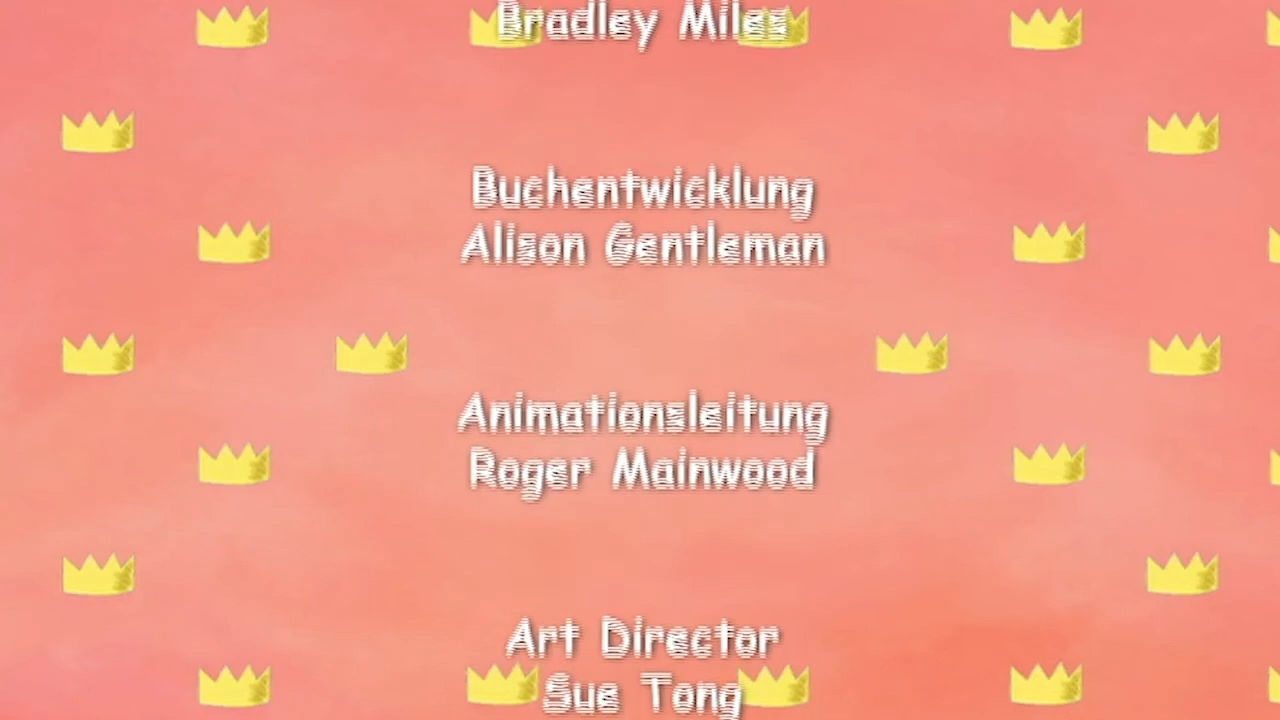 Bradley Miles
Buchentwicklung
Alison Gentleman
Animationsleitung
Roger Mainwood
Art Director
Sue Tong